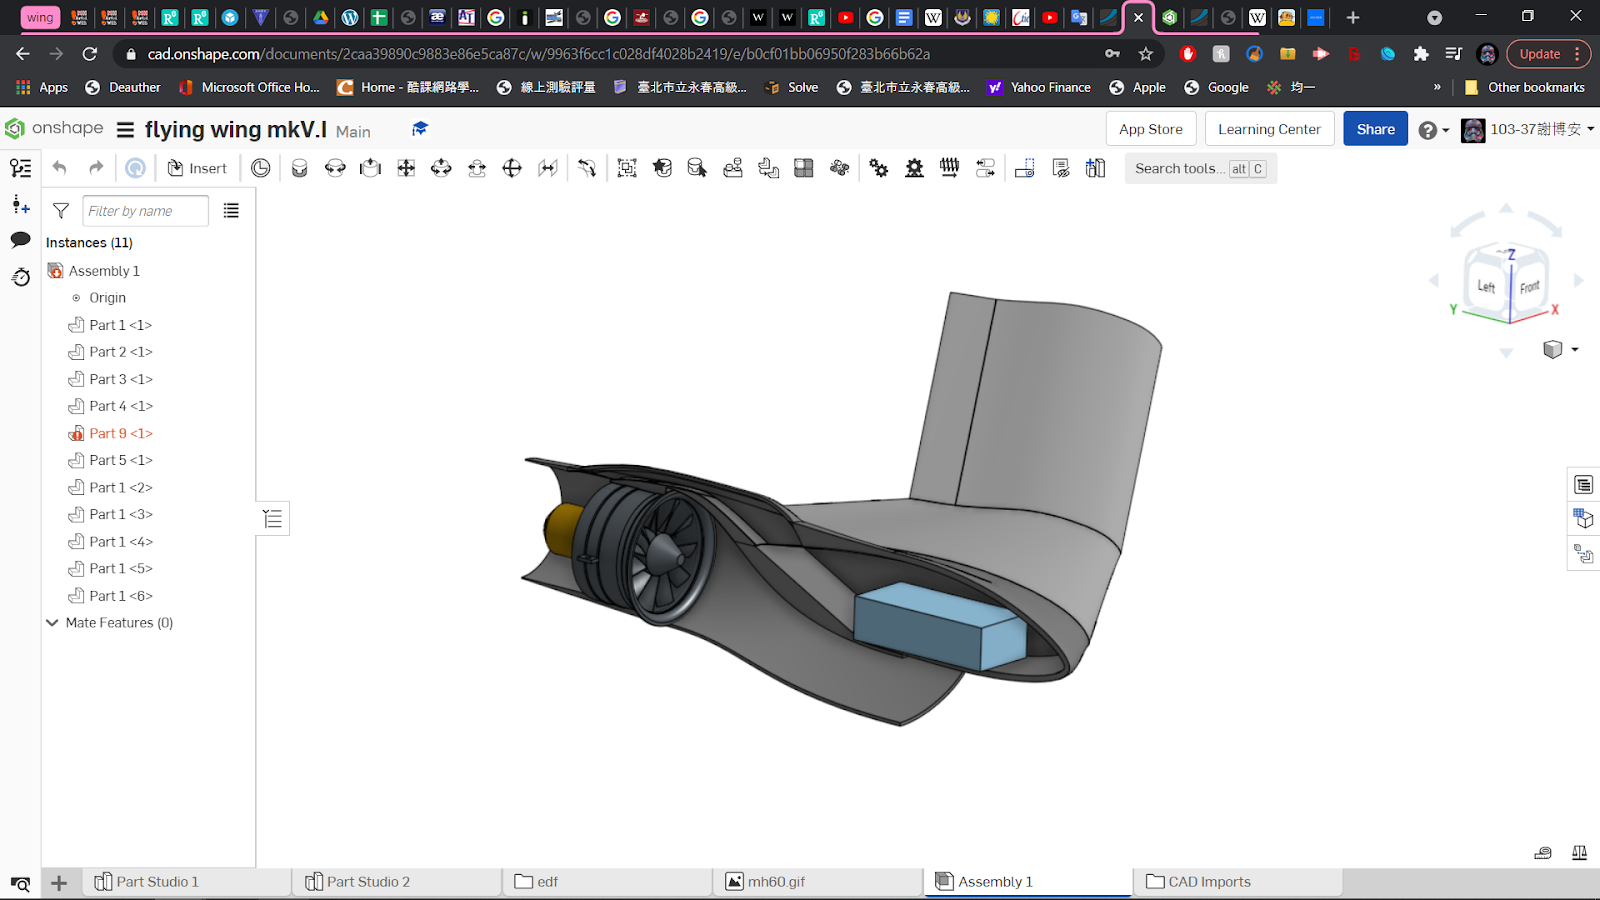 wing
cad.onshape.com/documents/2caa39890c9883e86e5ca87c/w/9963f6cc1c028df4028b2419/e/b0cf01bb06950f283b66b62a
Update
Apps
Deauther
Microsoft Office Ho...
Home - 酷課網路學...
線上測驗評量
臺北市立永春高級...
Solve
臺北市立永春高級...
Yahoo Finance
Apple
Google
均一
»
Other bookmarks
onshape
flying wing mkV.I Main
App Store
Learning Center
Share
103-37謝博安
Insert
Search tools... alt C
Filter by name
Instances (11)
Assembly 1
Origin
Part 1 <1>
Part 2 <1>
Part 3 <1>
Part 4 <1>
Part 9 <1>
Part 5 <1>
Part 1 <2>
Part 1 <3>
Part 1 <4>
Part 1 <5>
Part 1 <6>
Mate Features (0)
Z
Left
Front
Y
X
Part Studio 1
Part Studio 2
edf
mh60.gif
Assembly 1
CAD Imports